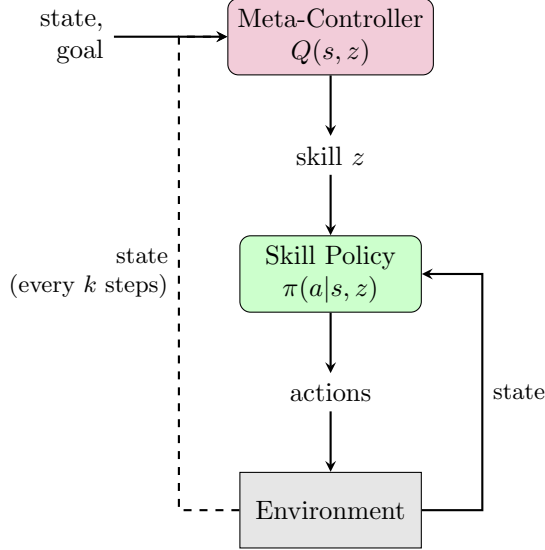 state,
goal
Meta-Controller
Q(s, z)
skill z
Skill Policy
π(a|s, z)
state
(every k steps)
actions
state
Environment